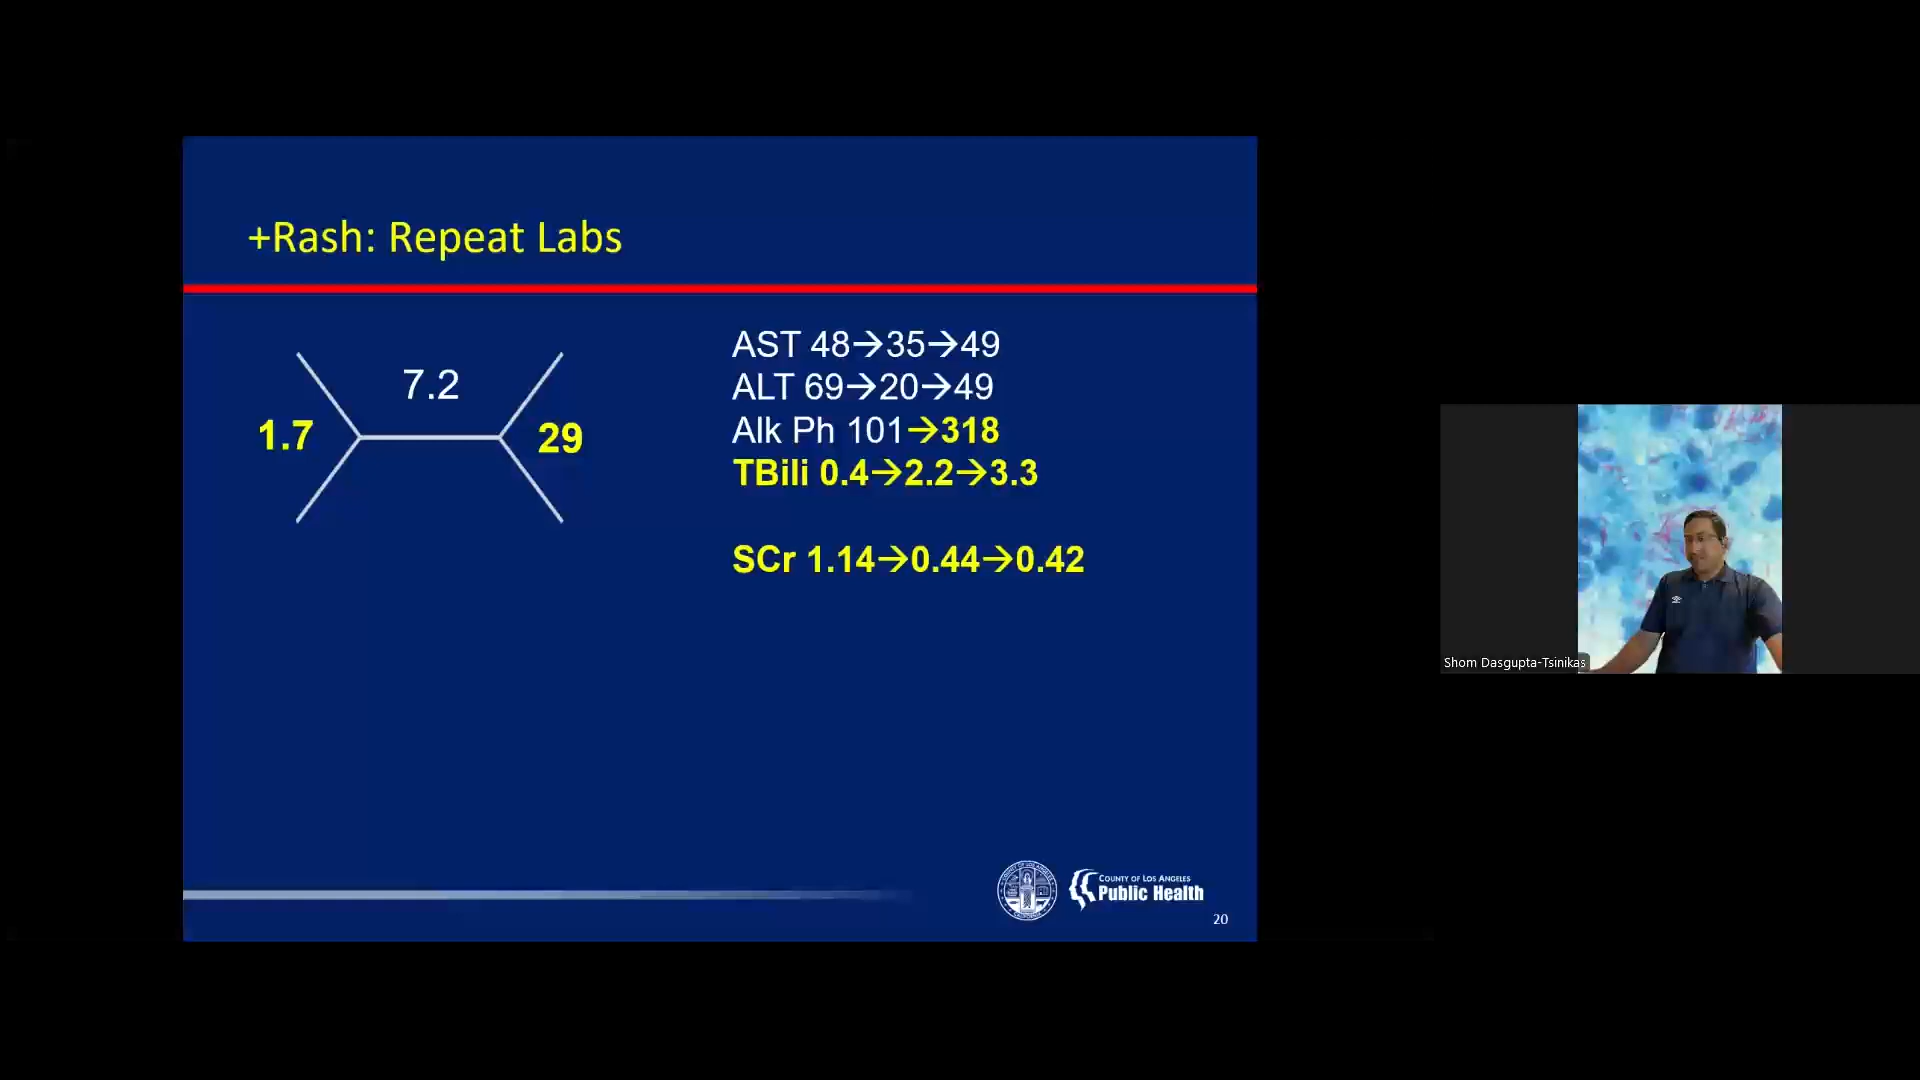 +Rash: Repeat Labs
7.2
1.7
29
AST 48→35→49
ALT 69→20→49
Alk Ph 101→318
TBili 0.4→2.2→3.3
SCr 1.14→0.44→0.42
County of Los Angeles
Public Health
20
Shom Dasgupta-Tsinikas